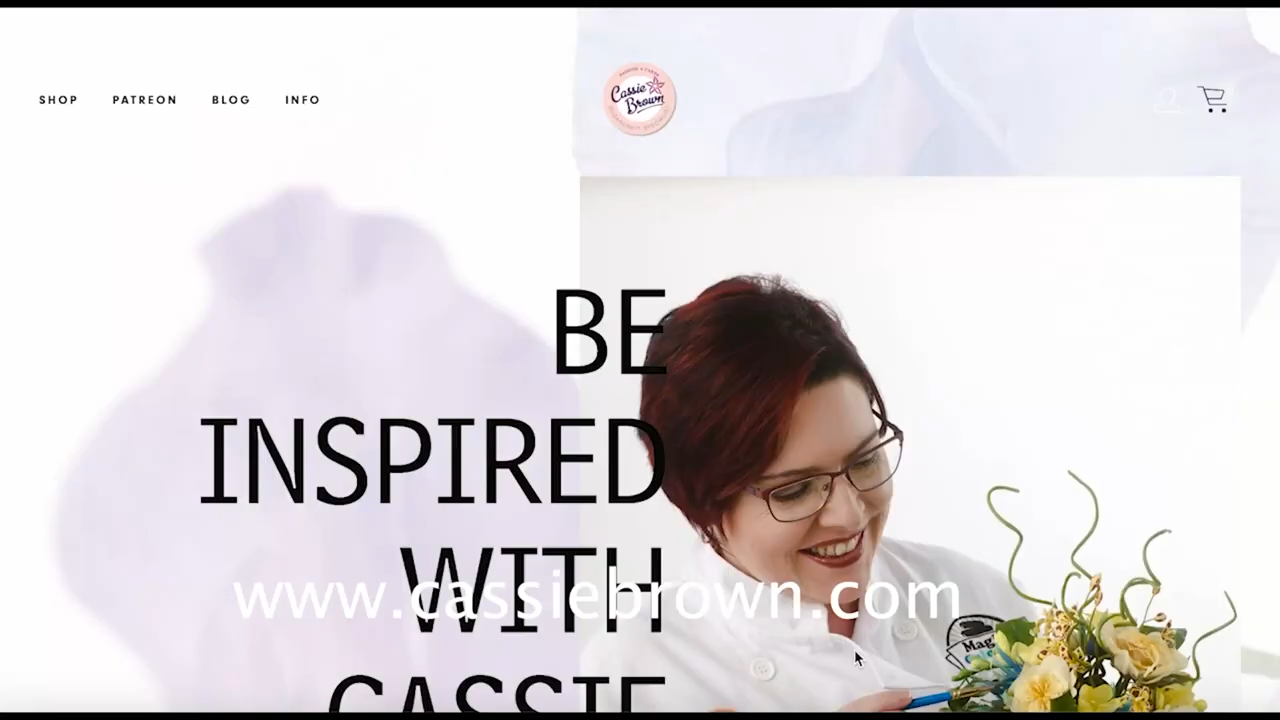 SHOP PATREON BLOG INFO
Cassie
Brown
BE
INSPIRED
WITH
www.cassiebrown.com
CASSIE